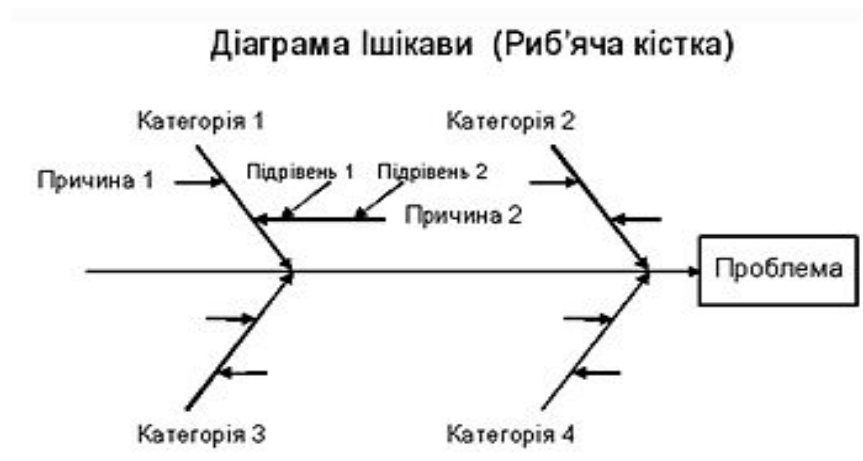 Діаграма Ішікави (Риб'яча кістка)
Категорія 1
Категорія 2
Причина 1
Підрівень 1
Підрівень 2
Причина 2
Проблема
Категорія 3
Категорія 4